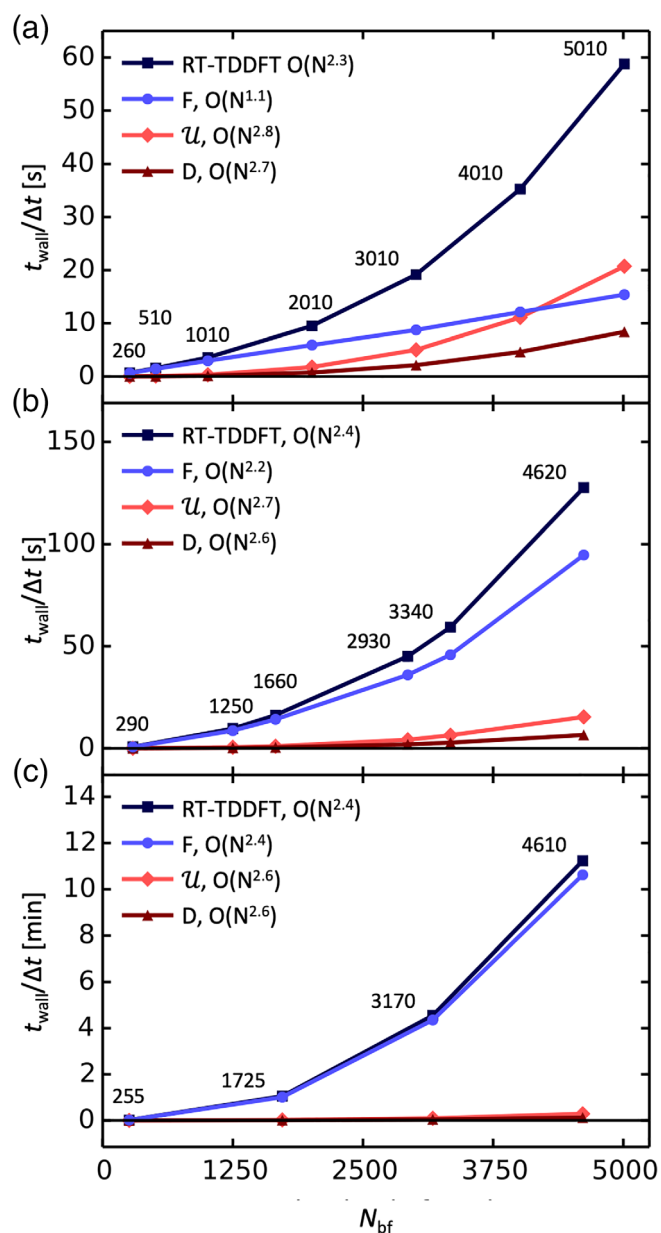 (a)
RT-TDDFT O(N^2.3)
F, O(N^1.1)
𝒰, O(N^2.8)
D, O(N^2.7)
260
510
1010
2010
3010
4010
5010
60
50
40
30
20
10
0
t_wall/Δt [s]
(b)
RT-TDDFT, O(N^2.4)
F, O(N^2.2)
𝒰, O(N^2.7)
D, O(N^2.6)
290
1250
1660
2930
3340
4620
150
100
50
0
t_wall/Δt [s]
(c)
RT-TDDFT, O(N^2.4)
F, O(N^2.4)
𝒰, O(N^2.6)
D, O(N^2.6)
255
1725
3170
4610
14
12
10
8
6
4
2
0
t_wall/Δt [min]
0 1250 2500 3750 5000
N_bf